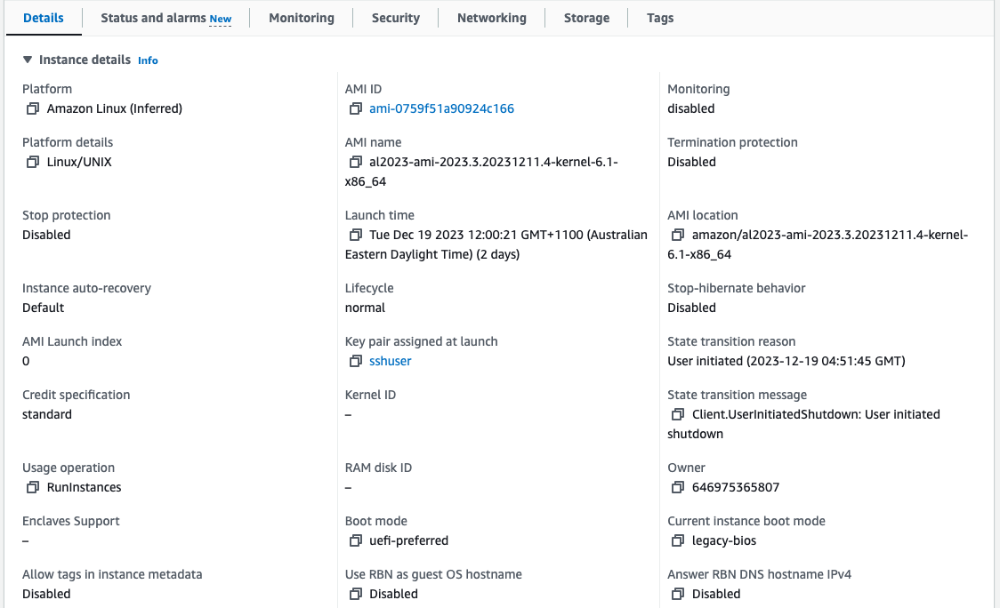 Details
Status and alarms New
Monitoring
Security
Networking
Storage
Tags
Instance details Info
Platform
Amazon Linux (Inferred)
AMI ID
ami-0759f51a90924c166
Monitoring
disabled
Platform details
Linux/UNIX
AMI name
al2023-ami-2023.3.20231211.4-kernel-6.1-
x86_64
Termination protection
Disabled
Stop protection
Disabled
Launch time
Tue Dec 19 2023 12:00:21 GMT+1100 (Australian
Eastern Daylight Time) (2 days)
AMI location
amazon/al2023-ami-2023.3.20231211.4-kernel-
6.1-x86_64
Instance auto-recovery
Default
Lifecycle
normal
Stop-hibernate behavior
Disabled
AMI Launch index
0
Key pair assigned at launch
sshuser
State transition reason
User initiated (2023-12-19 04:51:45 GMT)
Credit specification
standard
Kernel ID
–
State transition message
Client.UserInitiatedShutdown: User initiated
shutdown
Usage operation
RunInstances
RAM disk ID
–
Owner
646975365807
Enclaves Support
–
Boot mode
uefi-preferred
Current instance boot mode
legacy-bios
Allow tags in instance metadata
Disabled
Use RBN as guest OS hostname
Disabled
Answer RBN DNS hostname IPv4
Disabled